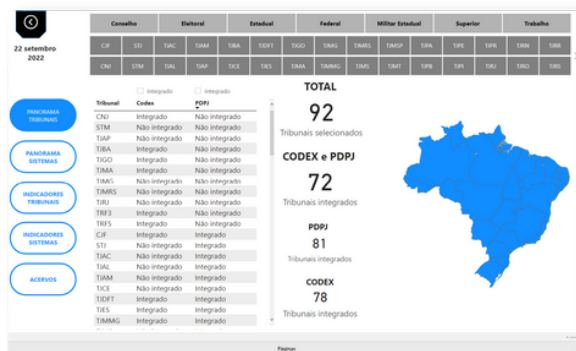 22 setembro
2022
Conselho Eleitoral Estadual Federal Militar Estadual Superior Trabalho
CJF STJ TJAC TJAM TJBA TJDFT TJGO TJMG TJMRS TJMSP TJPA TJPE TJPR TJRN TJRR
CNJ STM TJAL TJAP TJCE TJES TJMA TJMMG TJMS TJMT TJPB TJPI TJRJ TJRO TJRS
PANORAMA
TRIBUNAIS
PANORAMA
SISTEMAS
INDICADORES
TRIBUNAIS
INDICADORES
SISTEMAS
ACERVOS
Integrado Integrado
Tribunal Codex PDPJ
CNJ Integrado Não integrado
STM Não integrado Não integrado
TJAP Não integrado Não integrado
TJBA Integrado Não integrado
TJGO Integrado Não integrado
TJMA Integrado Não integrado
TJMG Integrado Não integrado
TJMRS Não integrado Não integrado
TJRJ Integrado Não integrado
TRF3 Integrado Não integrado
TRF5 Integrado Não integrado
CJF Integrado Integrado
STJ Não integrado Integrado
TJAC Não integrado Integrado
TJAL Não integrado Integrado
TJAM Não integrado Integrado
TJCE Não integrado Integrado
TJDFT Integrado Integrado
TJES Integrado Integrado
TJMMG Integrado Integrado
TOTAL
92
Tribunais selecionados
CODEX e PDPJ
72
Tribunais integrados
PDPJ
81
Tribunais integrados
CODEX
78
Tribunais integrados
Páginas